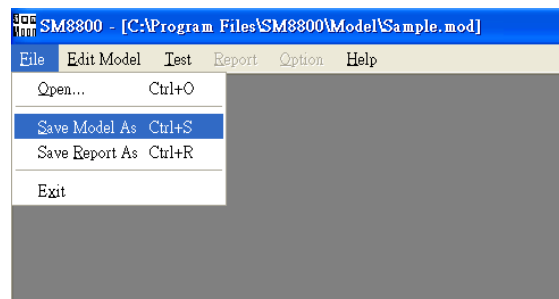 SM8800 - [C:\Program Files\SM8800\Model\Sample.mod]
File Edit Model Test Report Option Help
Open... Ctrl+O
Save Model As Ctrl+S
Save Report As Ctrl+R
Exit